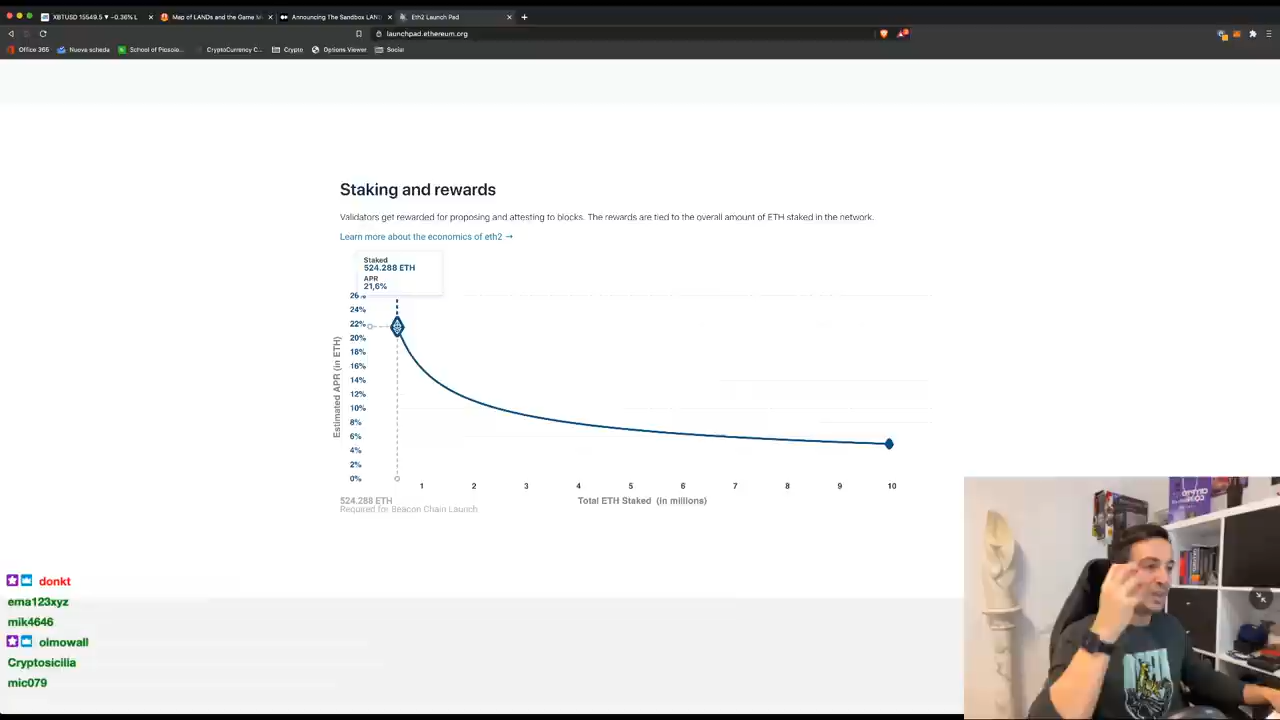 XBTUSD 15549.5 ▼ -0.36% L
Map of LANDs and the Game M
Announcing The Sandbox LAND
Eth2 Launch Pad
launchpad.ethereum.org
Office 365
Nuova scheda
School of Picsolo...
CryptoCurrency C...
Crypto
Options Viewer
Social
Staking and rewards
Validators get rewarded for proposing and attesting to blocks. The rewards are tied to the overall amount of ETH staked in the network.
Learn more about the economics of eth2 →
Staked
524.288 ETH
APR
21,6%
26%
24%
22%
20%
18%
16%
14%
12%
10%
8%
6%
4%
2%
0%
Estimated APR (in ETH)
1 2 3 4 5 6 7 8 9 10
524.288 ETH
Total ETH Staked (in millions)
Required for Beacon Chain Launch
donkt
ema123xyz
mik4646
olmowall
Cryptosicilia
mic079